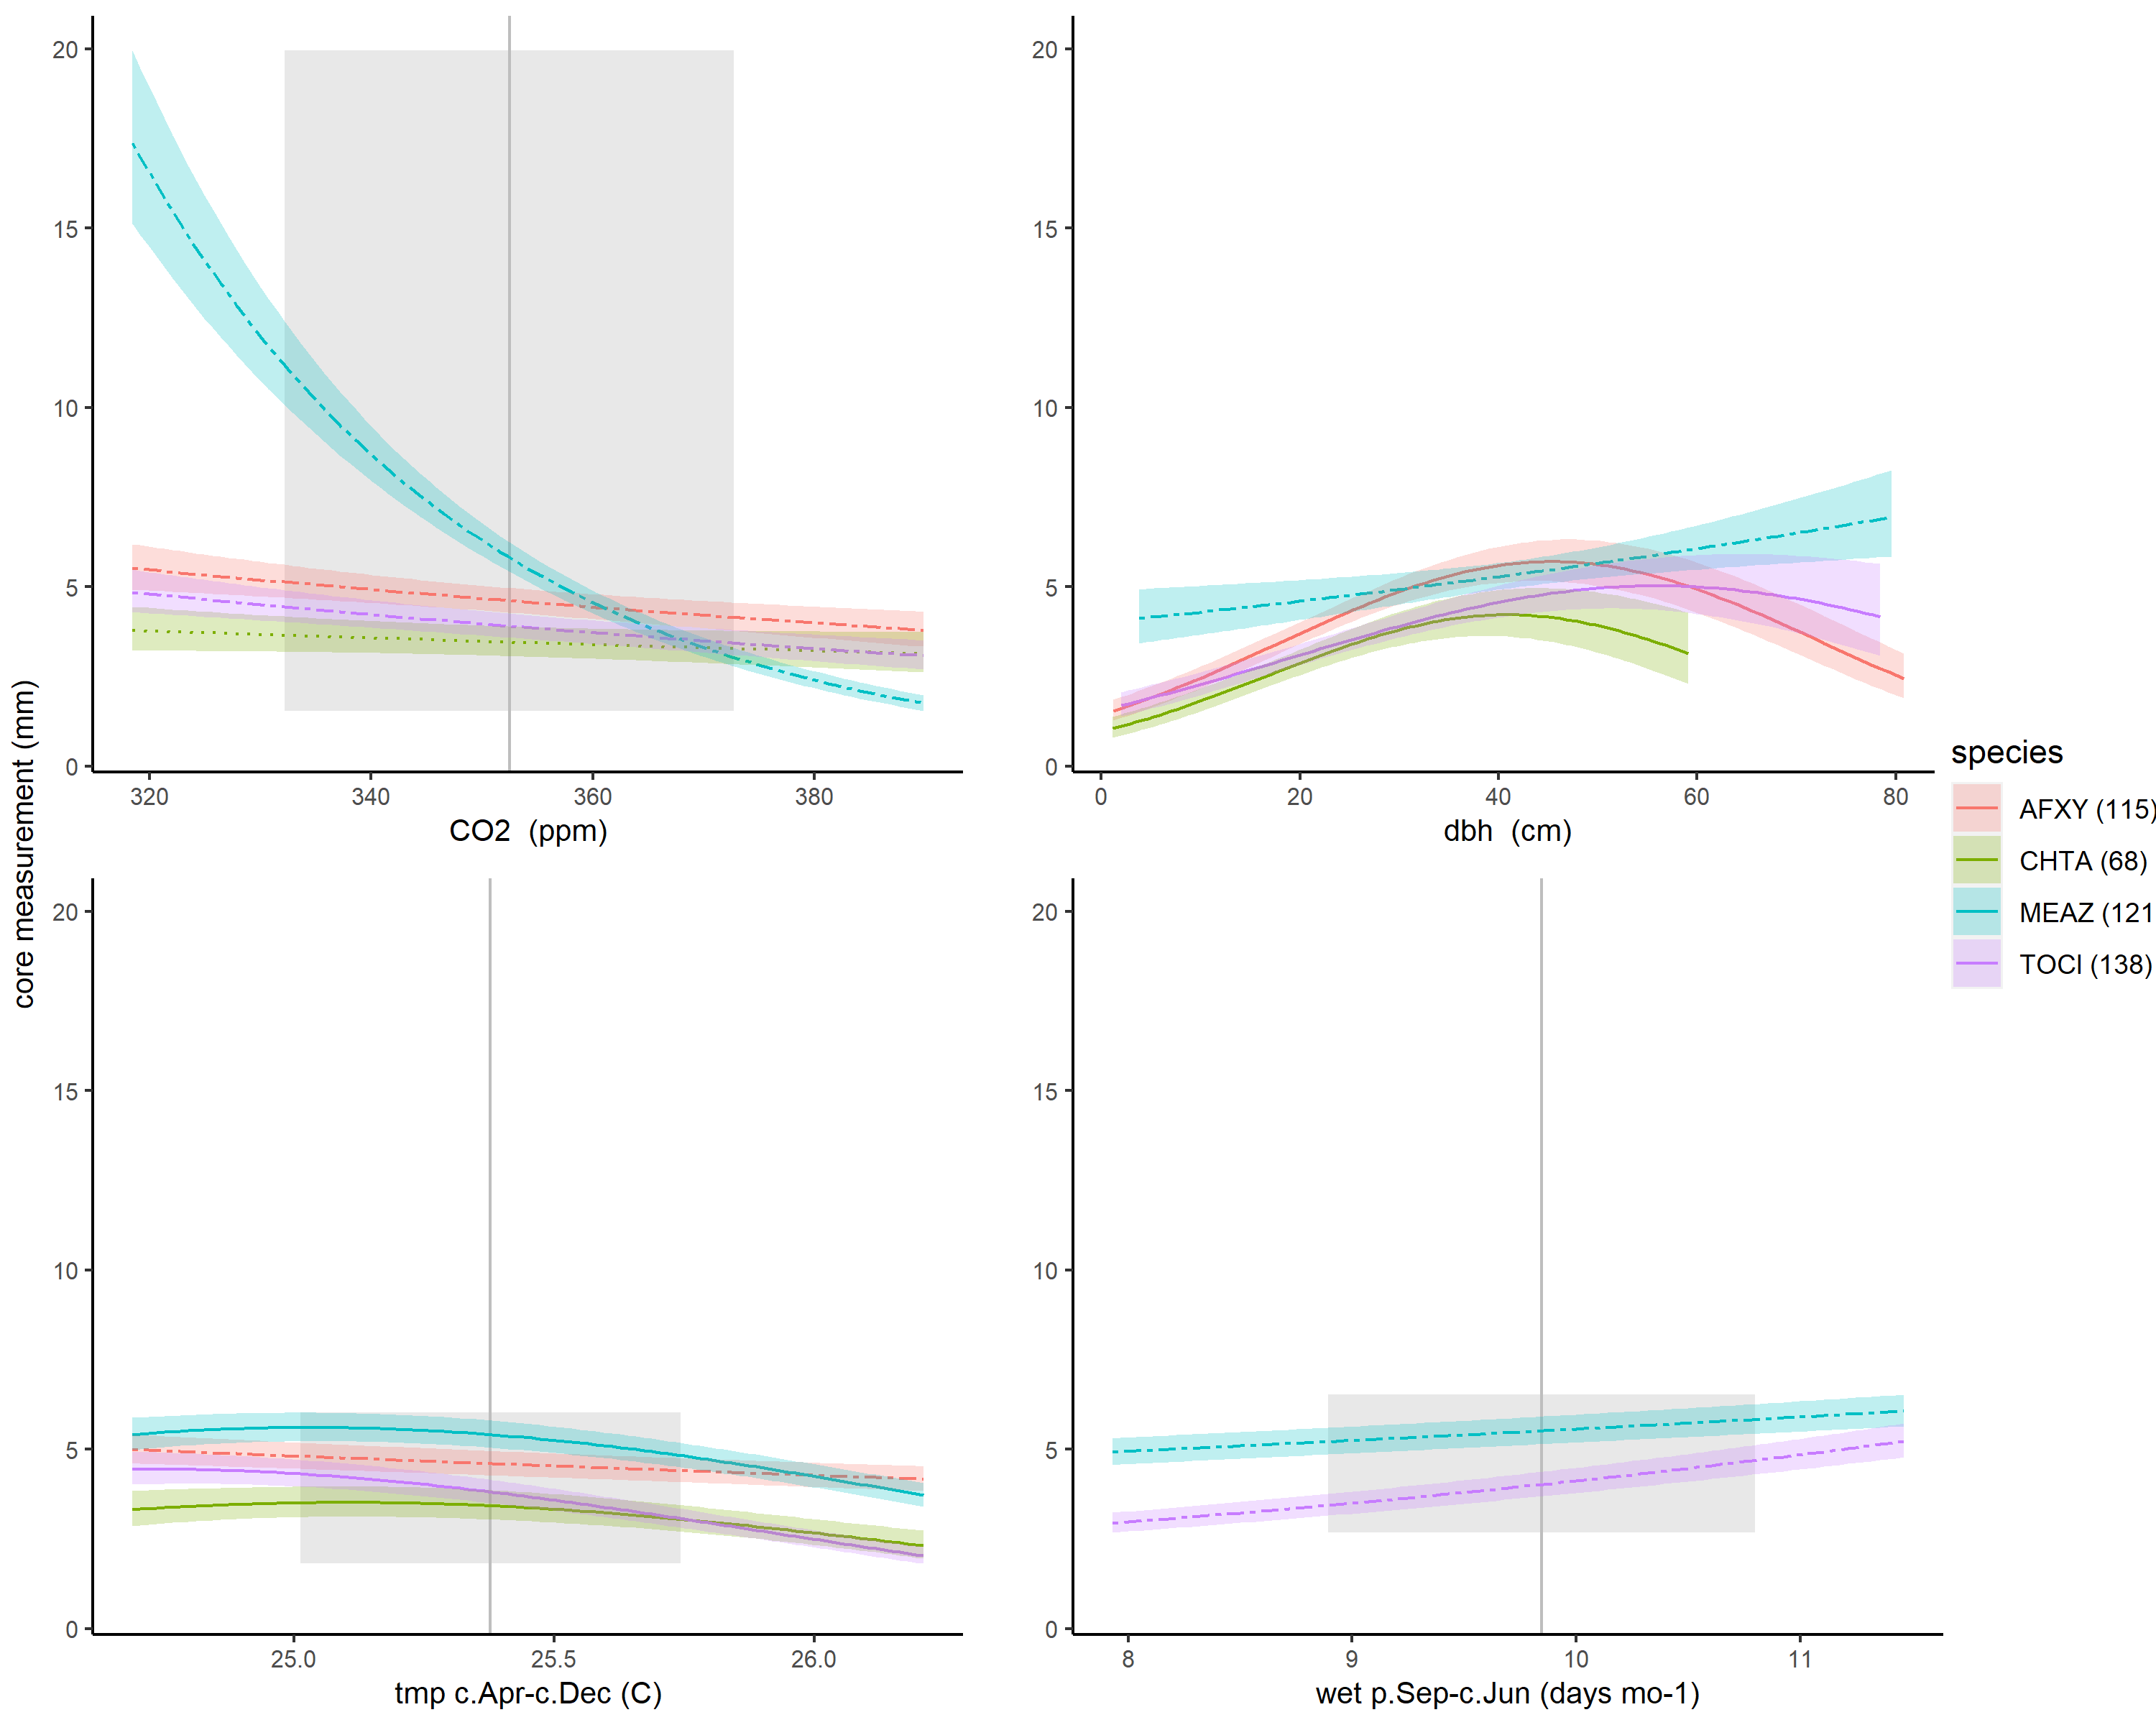 core measurement (mm)
20
15
10
5
0
320 340 360 380
CO2 (ppm)
20
15
10
5
0
0 20 40 60 80
dbh (cm)
20
15
10
5
0
25.0 25.5 26.0
tmp c.Apr-c.Dec (C)
20
15
10
5
0
8 9 10 11
wet p.Sep-c.Jun (days mo-1)
species
AFXY (115)
CHTA (68)
MEAZ (121
TOCI (138)